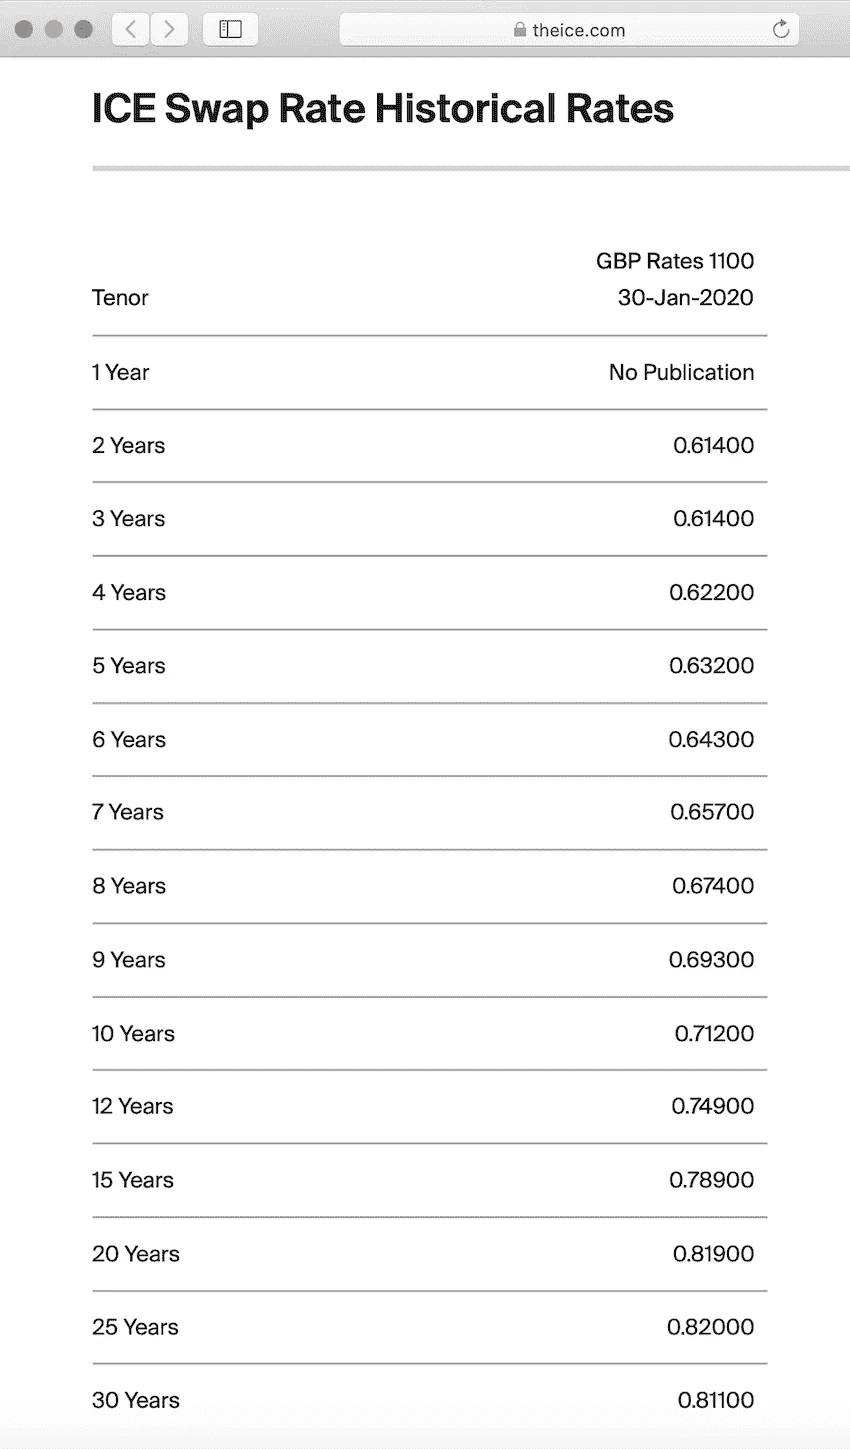 theice.com
ICE Swap Rate Historical Rates
GBP Rates 1100
Tenor 30-Jan-2020
1 Year No Publication
2 Years 0.61400
3 Years 0.61400
4 Years 0.62200
5 Years 0.63200
6 Years 0.64300
7 Years 0.65700
8 Years 0.67400
9 Years 0.69300
10 Years 0.71200
12 Years 0.74900
15 Years 0.78900
20 Years 0.81900
25 Years 0.82000
30 Years 0.81100